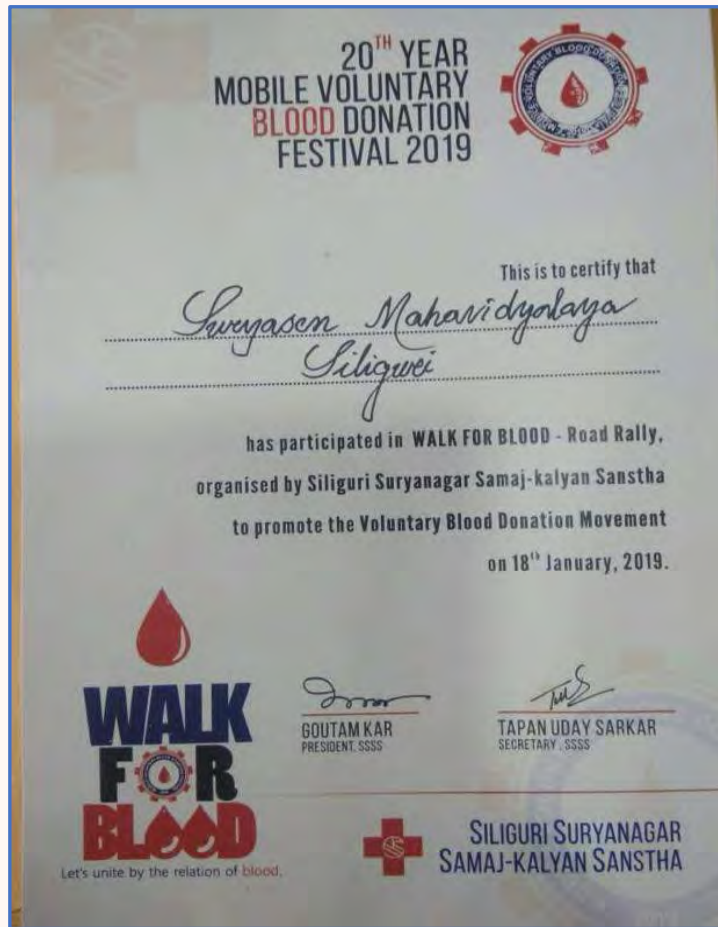 20TH YEAR
MOBILE VOLUNTARY
BLOOD DONATION
FESTIVAL 2019
This is to certify that
Suryasen Mahavidyalaya
Siliguri
has participated in WALK FOR BLOOD - Road Rally,
organised by Siliguri Suryanagar Samaj-kalyan Sanstha
to promote the Voluntary Blood Donation Movement
on 18th January, 2019.
WALK
FOR
BLOOD
Let's unite by the relation of blood.
GOUTAM KAR
PRESIDENT, SSSS
TAPAN UDAY SARKAR
SECRETARY, SSSS
SILIGURI SURYANAGAR
SAMAJ-KALYAN SANSTHA